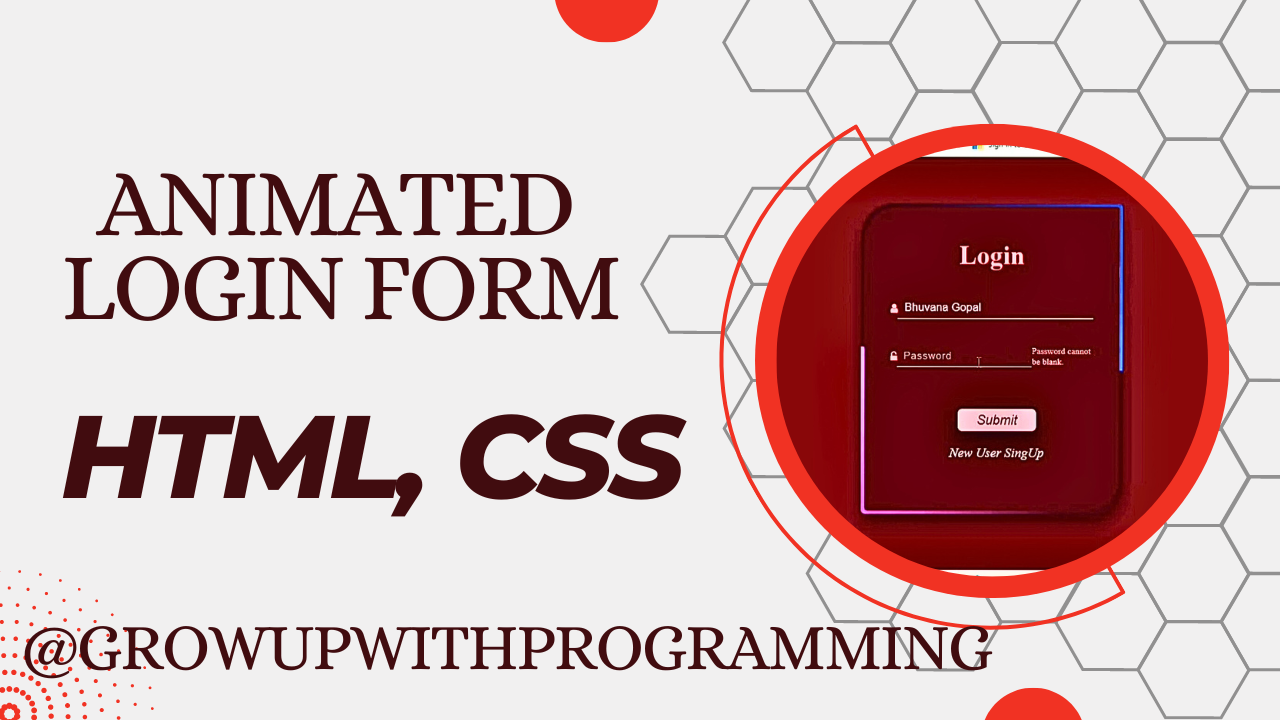 ANIMATED
LOGIN FORM
HTML, CSS
Login
Bhuvana Gopal
Password
Password cannot
be blank.
Submit
New User SingUp
@GROWUPWITHPROGRAMMING